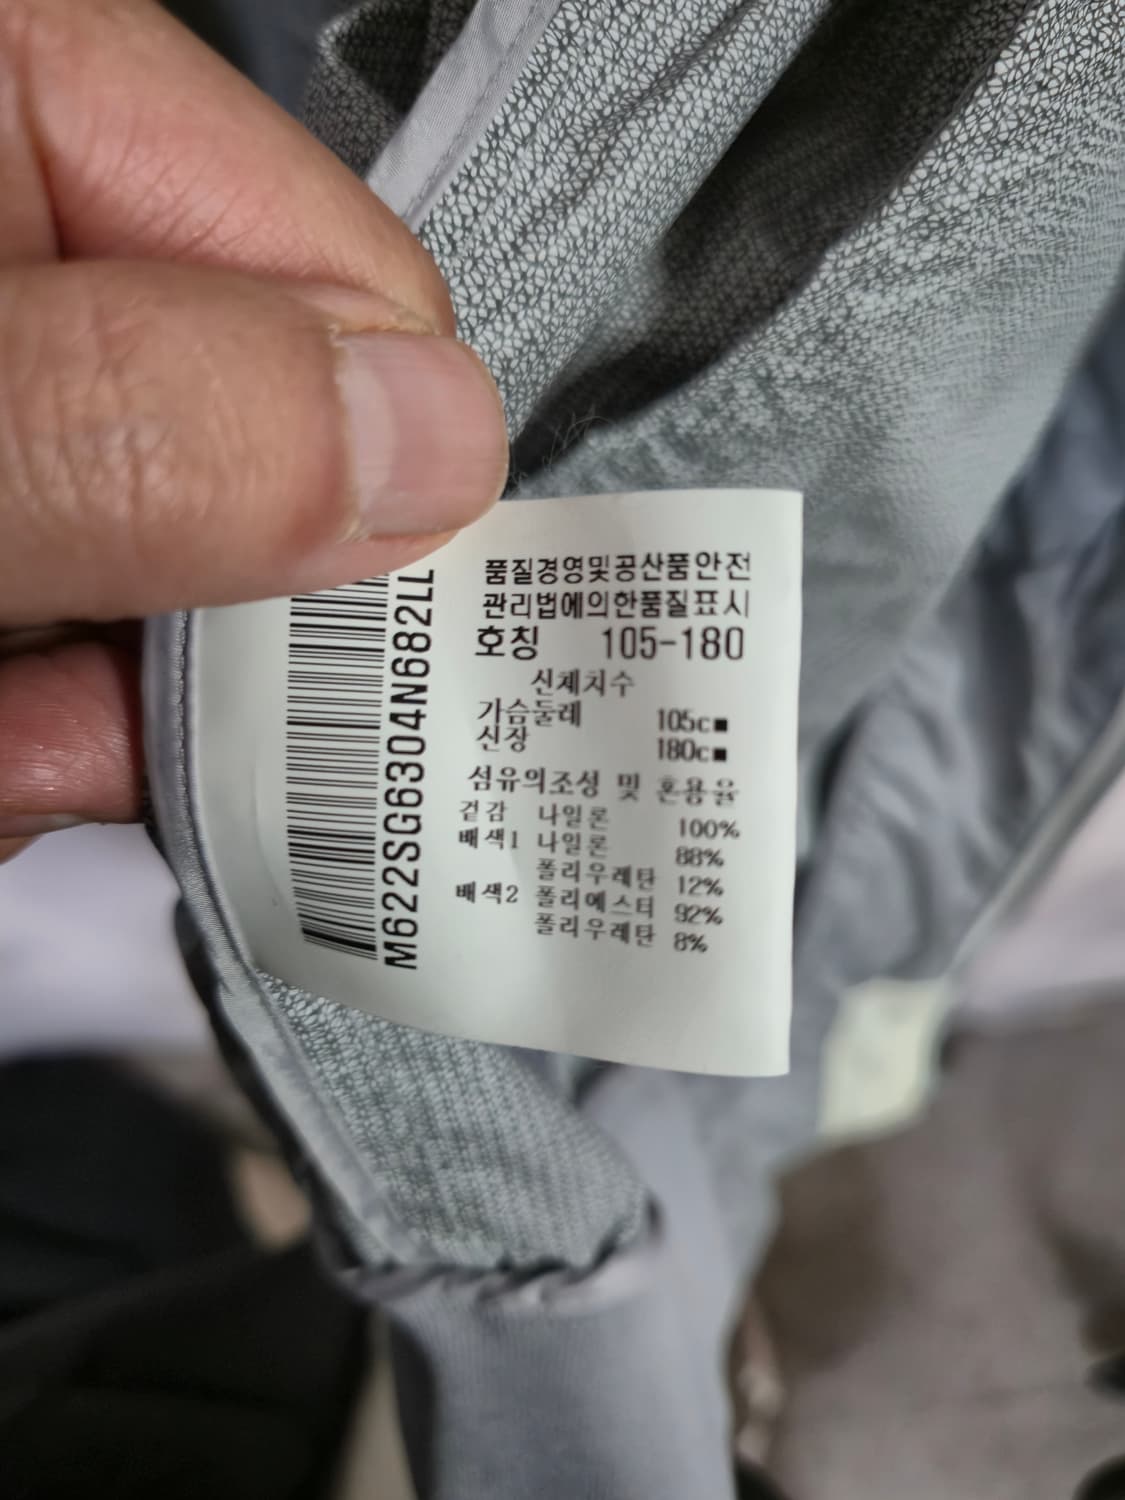 품질경영및공산품안전
관리법에의한품질표시
호칭 105-180
신체치수
가슴둘레 105c■
신장 180c■
섬유의조성 및 혼용율
겉감 나일론 100%
배색1 나일론 88%
폴리우레탄 12%
배색2 폴리에스터 92%
폴리우레탄 8%
M622SG6304N682LL